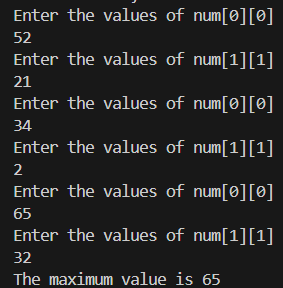 Enter the values of num[0][0]
52
Enter the values of num[1][1]
21
Enter the values of num[0][0]
34
Enter the values of num[1][1]
2
Enter the values of num[0][0]
65
Enter the values of num[1][1]
32
The maximum value is 65